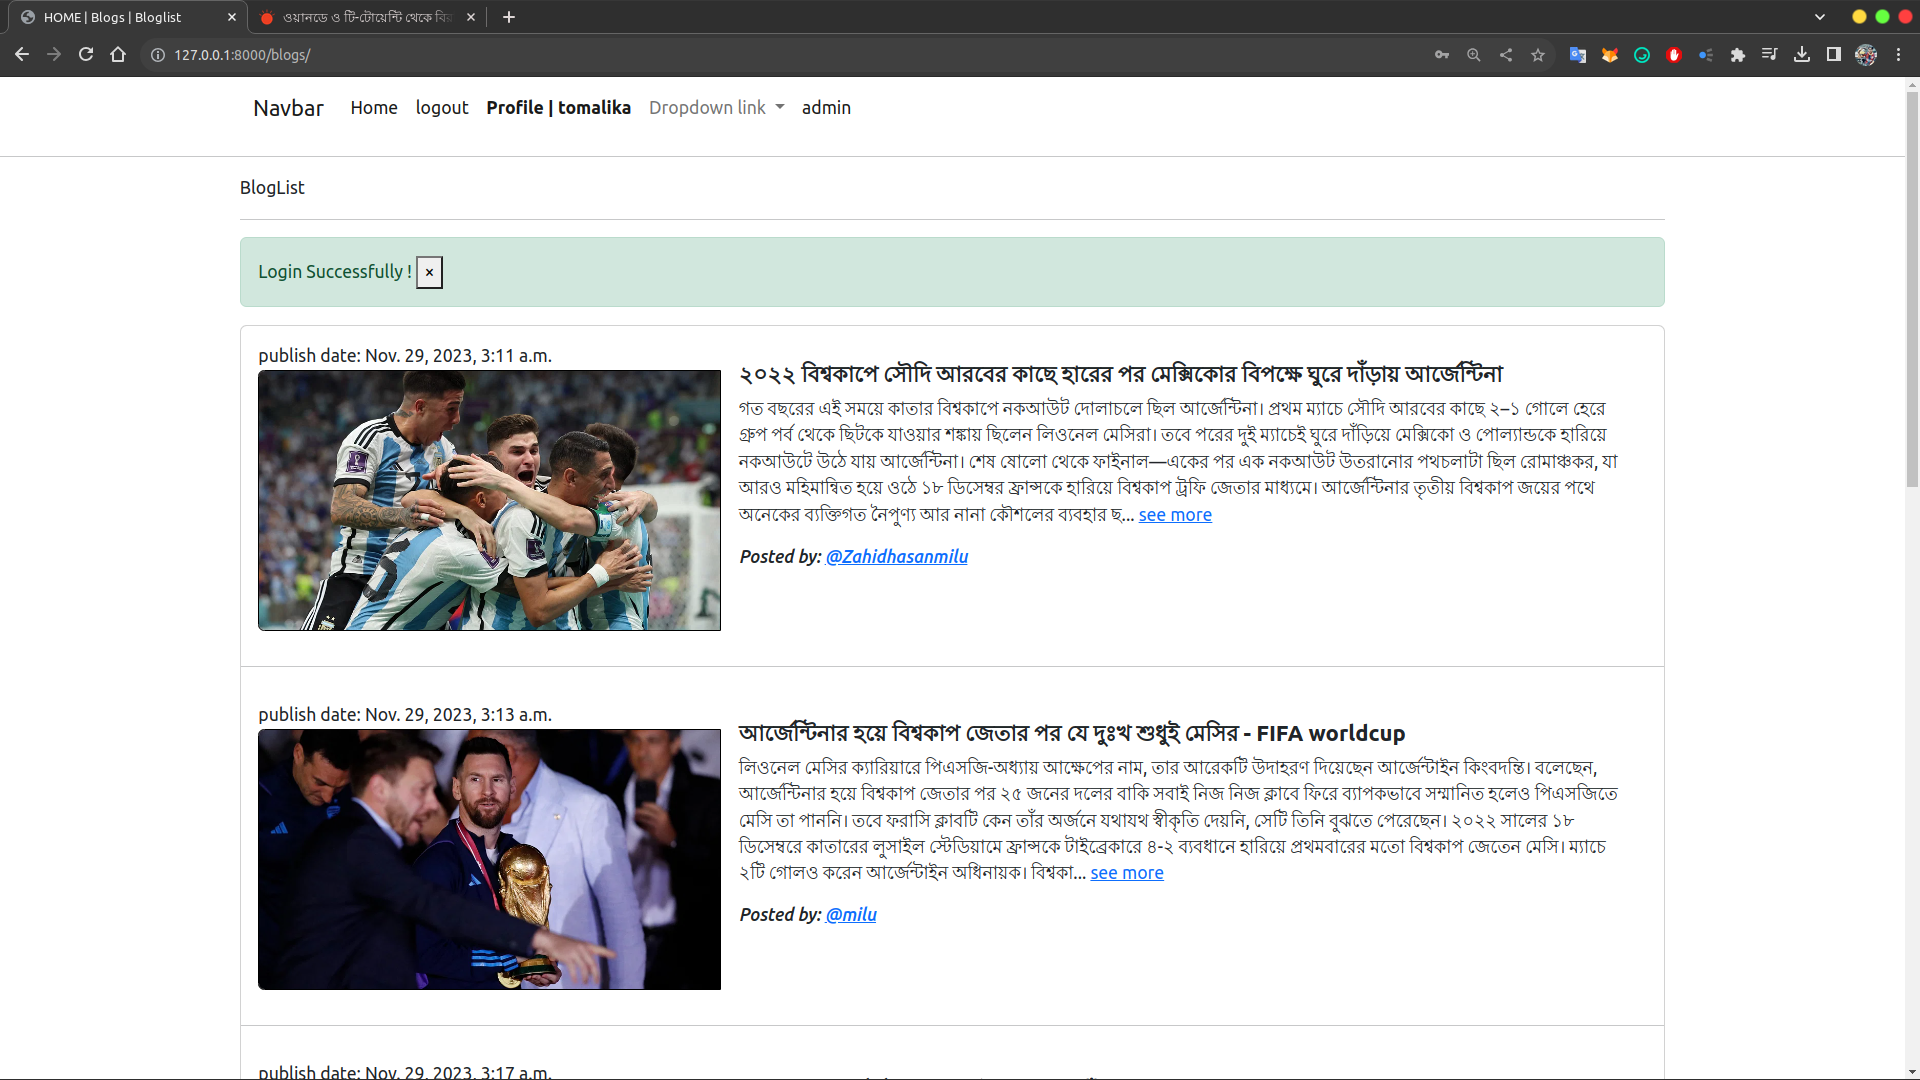 HOME | Blogs | Bloglist
ওয়ানডে ও টি-টোয়েন্টি থেকে
127.0.0.1:8000/blogs/
Navbar Home logout Profile | tomalika Dropdown link admin
BlogList
Login Successfully ! ×
publish date: Nov. 29, 2023, 3:11 a.m.
২০২২ বিশ্বকাপে সৌদি আরবের কাছে হারের পর মেক্সিকোর বিপক্ষে ঘুরে দাঁড়ায় আর্জেন্টিনা
গত বছরের এই সময়ে কাতার বিশ্বকাপে নকআউট দোলাচলে ছিল আর্জেন্টিনা। প্রথম ম্যাচে সৌদি আরবের কাছে ২–১ গোলে হেরে
গ্রুপ পর্ব থেকে ছিটকে যাওয়ার শঙ্কায় ছিলেন লিওনেল মেসিরা। তবে পরের দুই ম্যাচেই ঘুরে দাঁড়িয়ে মেক্সিকো ও পোল্যান্ডকে হারিয়ে
নকআউটে উঠে যায় আর্জেন্টিনা। শেষ ষোলো থেকে ফাইনাল—একের পর এক নকআউট উতরানোর পথচলাটা ছিল রোমাঞ্চকর, যা
আরও মহিমান্বিত হয়ে ওঠে ১৮ ডিসেম্বর ফ্রান্সকে হারিয়ে বিশ্বকাপ ট্রফি জেতার মাধ্যমে। আর্জেন্টিনার তৃতীয় বিশ্বকাপ জয়ের পথে
অনেকের ব্যক্তিগত নৈপুণ্য আর নানা কৌশলের ব্যবহার ছ... see more
Posted by: @Zahidhasanmilu
publish date: Nov. 29, 2023, 3:13 a.m.
আর্জেন্টিনার হয়ে বিশ্বকাপ জেতার পর যে দুঃখ শুধুই মেসির - FIFA worldcup
লিওনেল মেসির ক্যারিয়ারে পিএসজি-অধ্যায় আক্ষেপের নাম, তার আরেকটি উদাহরণ দিয়েছেন আর্জেন্টাইন কিংবদন্তি। বলেছেন,
আর্জেন্টিনার হয়ে বিশ্বকাপ জেতার পর ২৫ জনের দলের বাকি সবাই নিজ নিজ ক্লাবে ফিরে ব্যাপকভাবে সম্মানিত হলেও পিএসজিতে
মেসি তা পাননি। তবে ফরাসি ক্লাবটি কেন তাঁর অর্জনে যথাযথ স্বীকৃতি দেয়নি, সেটি তিনি বুঝতে পেরেছেন। ২০২২ সালের ১৮
ডিসেম্বরে কাতারের লুসাইল স্টেডিয়ামে ফ্রান্সকে টাইব্রেকারে ৪-২ ব্যবধানে হারিয়ে প্রথমবারের মতো বিশ্বকাপ জেতেন মেসি। ম্যাচে
২টি গোলও করেন আর্জেন্টাইন অধিনায়ক। বিশ্বকা... see more
Posted by: @milu
publish date: Nov. 29, 2023, 3:17 a.m.